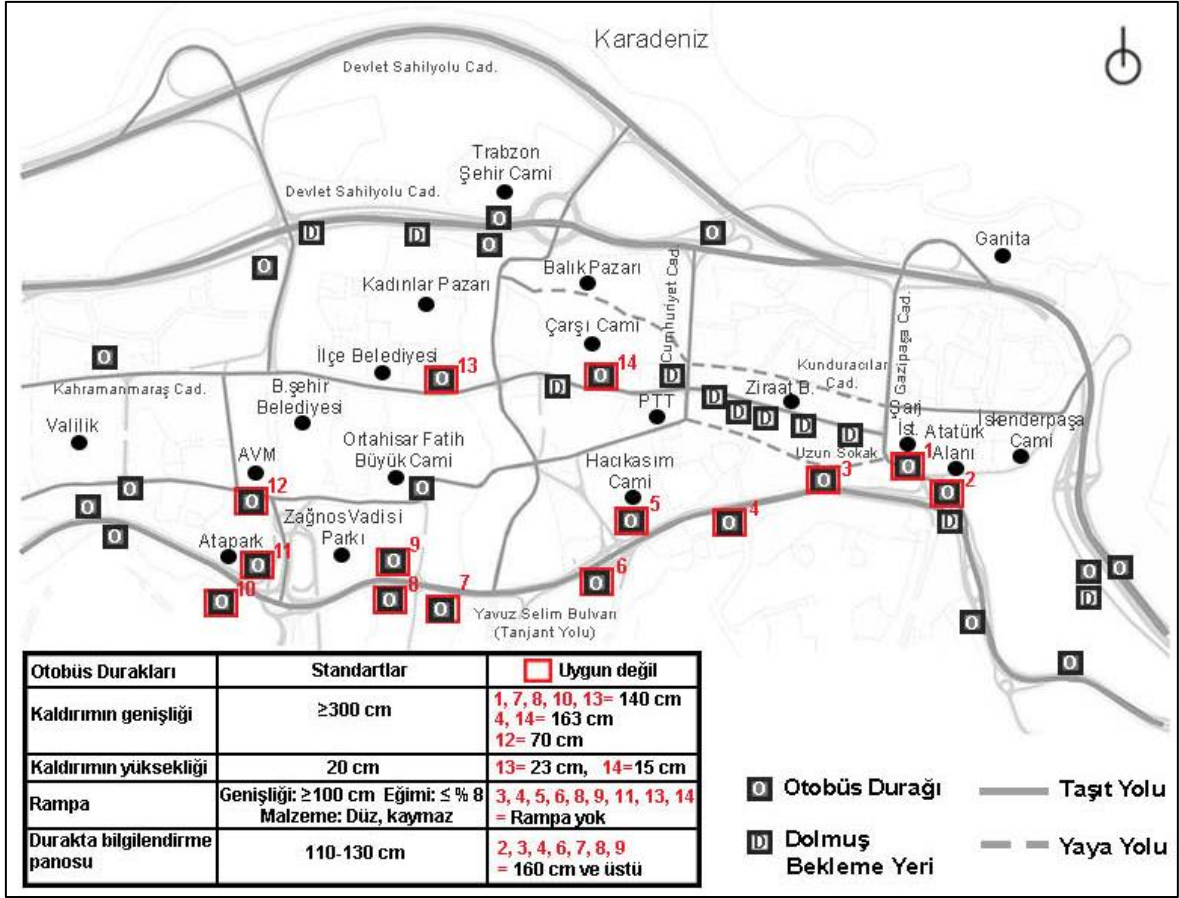 Karadeniz
Devlet Sahilyolu Cad.
Trabzon
Şehir Cami
Devlet Sahilyolu Cad.
O
D
D
O
O
O
Ganita
Balık Pazarı
Kadınlar Pazarı
Cumhuriyet Cad.
Gazipaşa Cad.
Çarşı Cami
O
İlçe Belediyesi
13
O
14
O
D
D
Kunduracılar
Cad.
Kahramanmaraş Cad.
B.şehir
Belediyesi
Ziraat B.
D
D
D
D
D
PTT
Şarj
İst.
Valilik
Ortahisar Fatih
Büyük Cami
Atatürk
Alanı
İskenderpaşa
Cami
AVM
Hacıkasım
Cami
Uzun Sokak
1
O
2
O
3
O
D
12
O
O
O
O
O
Zağnos Vadisi
Parkı
5
O
4
O
Atapark
11
O
9
O
10
O
8
O
7
O
6
O
Yavuz Selim Bulvarı
(Tanjant Yolu)
O
O
D
O
O
Otobüs Durakları Standartlar Uygun değil
Kaldırımın genişliği ≥300 cm 1, 7, 8, 10, 13= 140 cm
4, 14= 163 cm
12= 70 cm
Kaldırımın yüksekliği 20 cm 13= 23 cm, 14=15 cm
Rampa Genişliği: ≥100 cm Eğimi: ≤ % 8 3, 4, 5, 6, 8, 9, 11, 13, 14
Malzeme: Düz, kaymaz = Rampa yok
Durakta bilgilendirme
panosu 110-130 cm 2, 3, 4, 6, 7, 8, 9
= 160 cm ve üstü
O Otobüs Durağı
Taşıt Yolu
D Dolmuş
Bekleme Yeri
Yaya Yolu